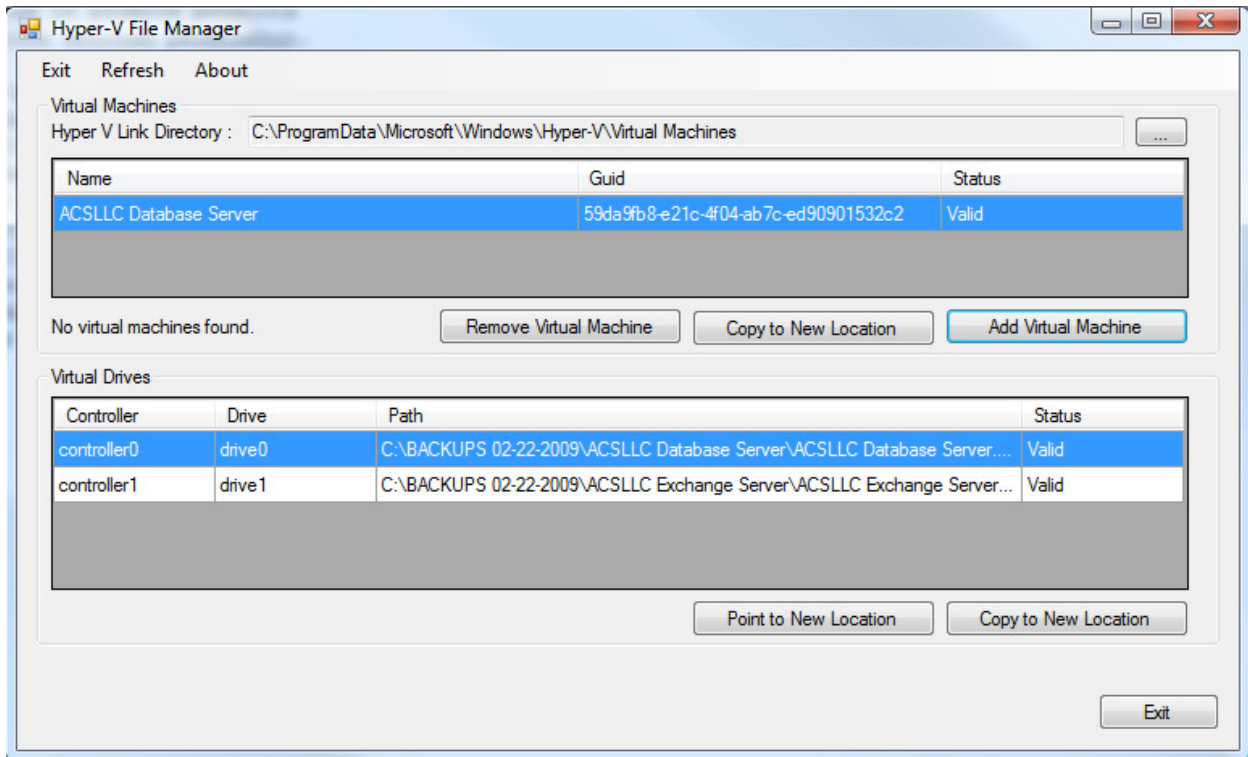 Hyper-V File Manager
Exit Refresh About
Virtual Machines
Hyper V Link Directory : C:\ProgramData\Microsoft\Windows\Hyper-V\Virtual Machines ...
Name Guid Status
ACSLLC Database Server 59da9fb8-e21c-4f04-ab7c-ed90901532c2 Valid
No virtual machines found. Remove Virtual Machine Copy to New Location Add Virtual Machine
Virtual Drives
Controller Drive Path Status
controller0 drive0 C:\BACKUPS 02-22-2009\ACSLLC Database Server\ACSLLC Database Server.... Valid
controller1 drive1 C:\BACKUPS 02-22-2009\ACSLLC Exchange Server\ACSLLC Exchange Server... Valid
Point to New Location Copy to New Location
Exit